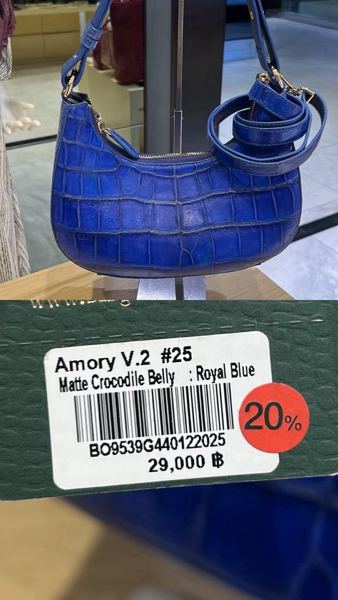 Amory V.2 #25
Matte Crocodile Belly : Royal Blue
BO9539G440122025
29,000 ฿
20%